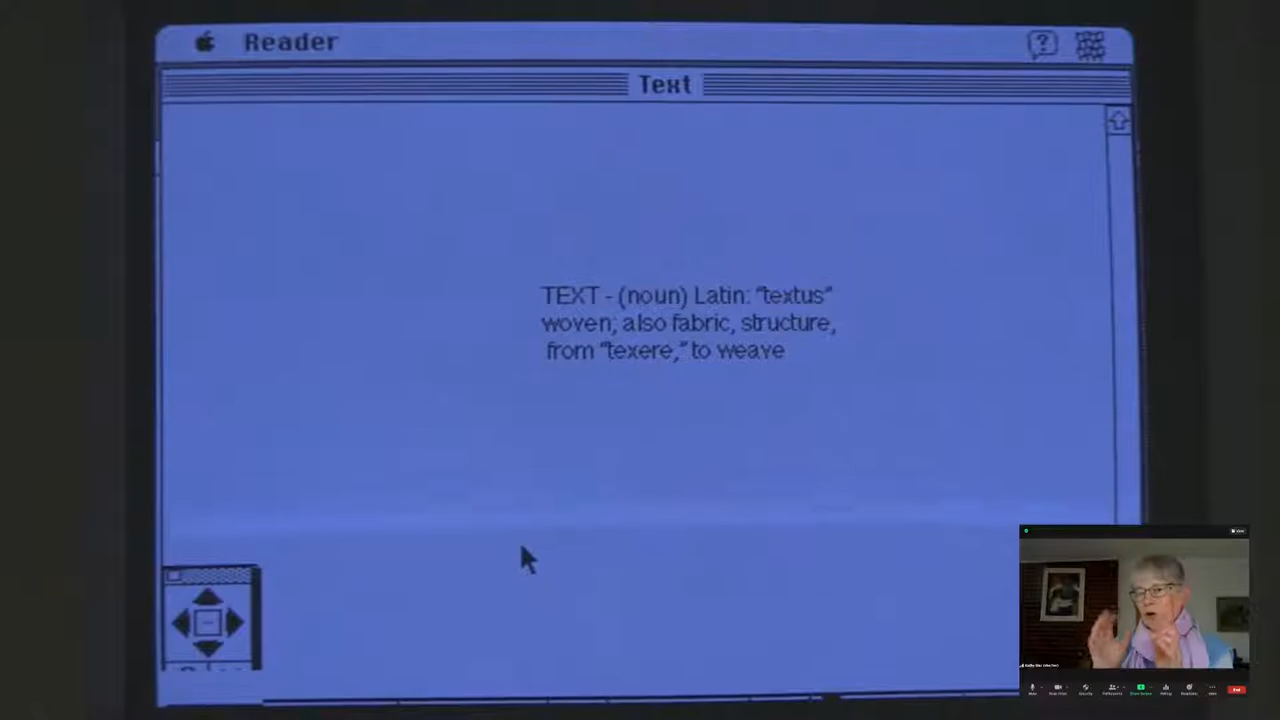 Reader
Text
TEXT - (noun) Latin: “textus”
woven; also fabric, structure,
from “texere,” to weave